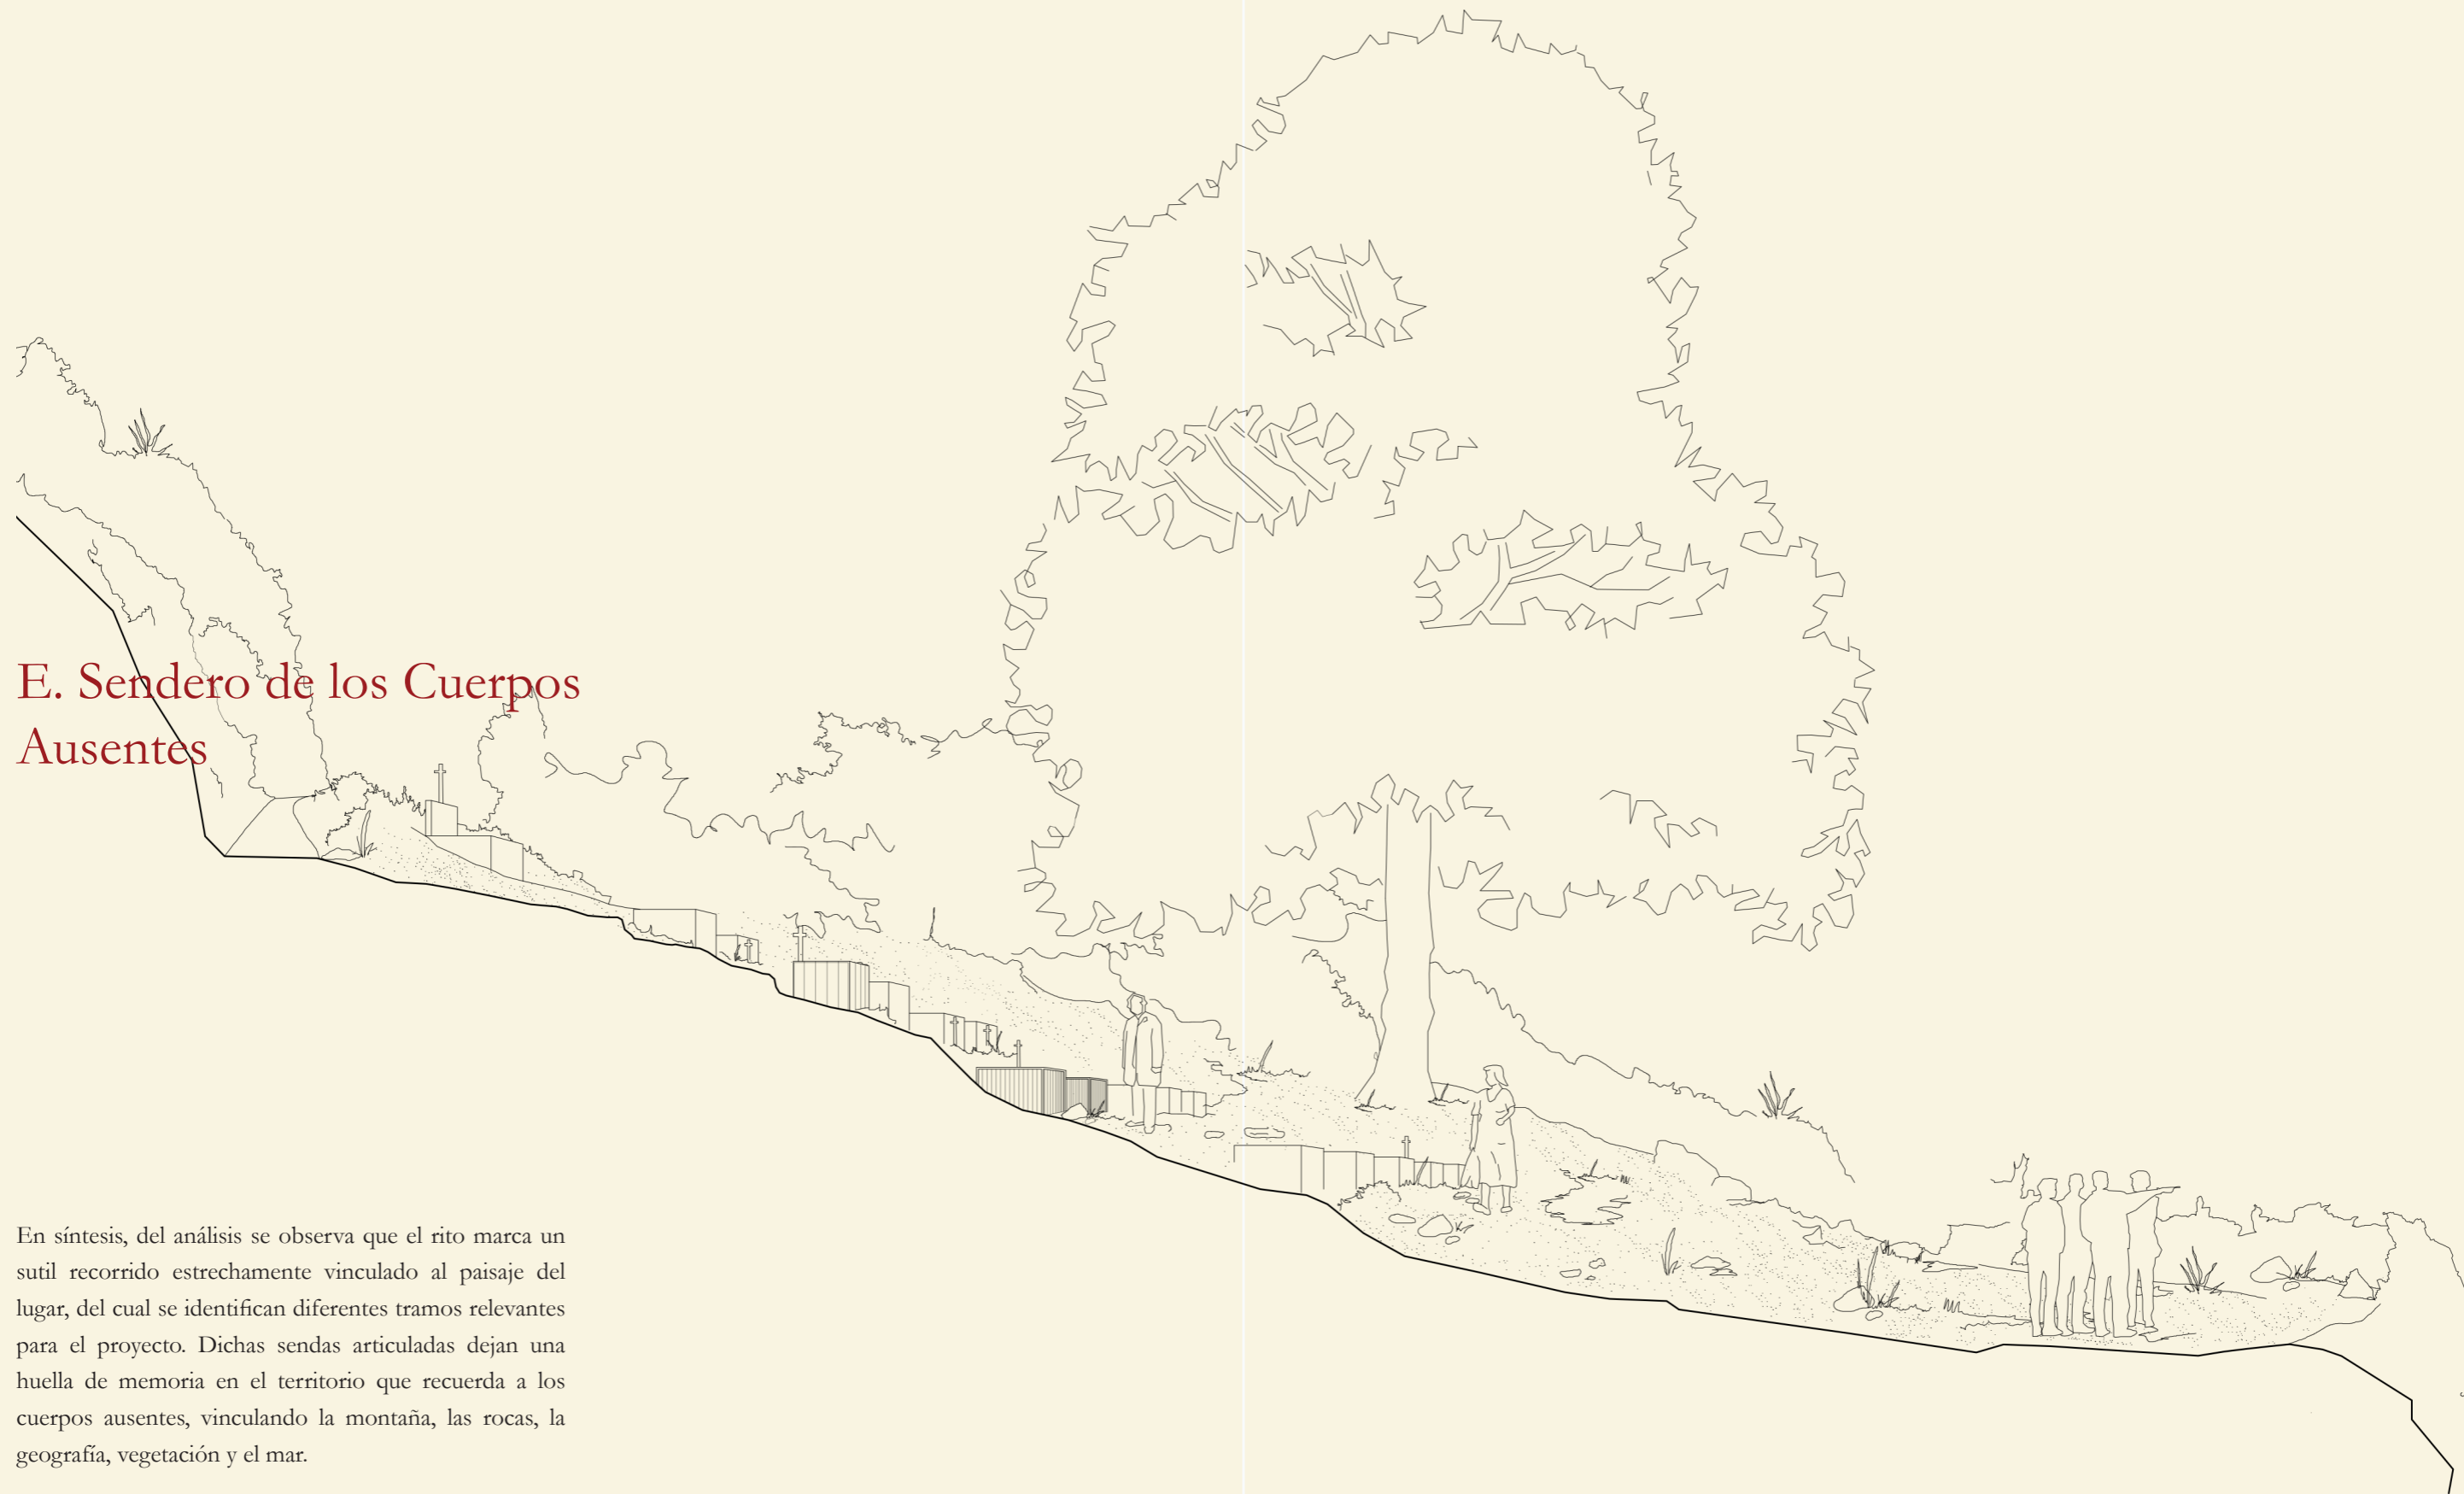 E. Sendero de los Cuerpos
Ausentes
En síntesis, del análisis se observa que el rito marca un
sutil recorrido estrechamente vinculado al paisaje del
lugar, del cual se identifican diferentes tramos relevantes
para el proyecto. Dichas sendas articuladas dejan una
huella de memoria en el territorio que recuerda a los
cuerpos ausentes, vinculando la montaña, las rocas, la
geografía, vegetación y el mar.